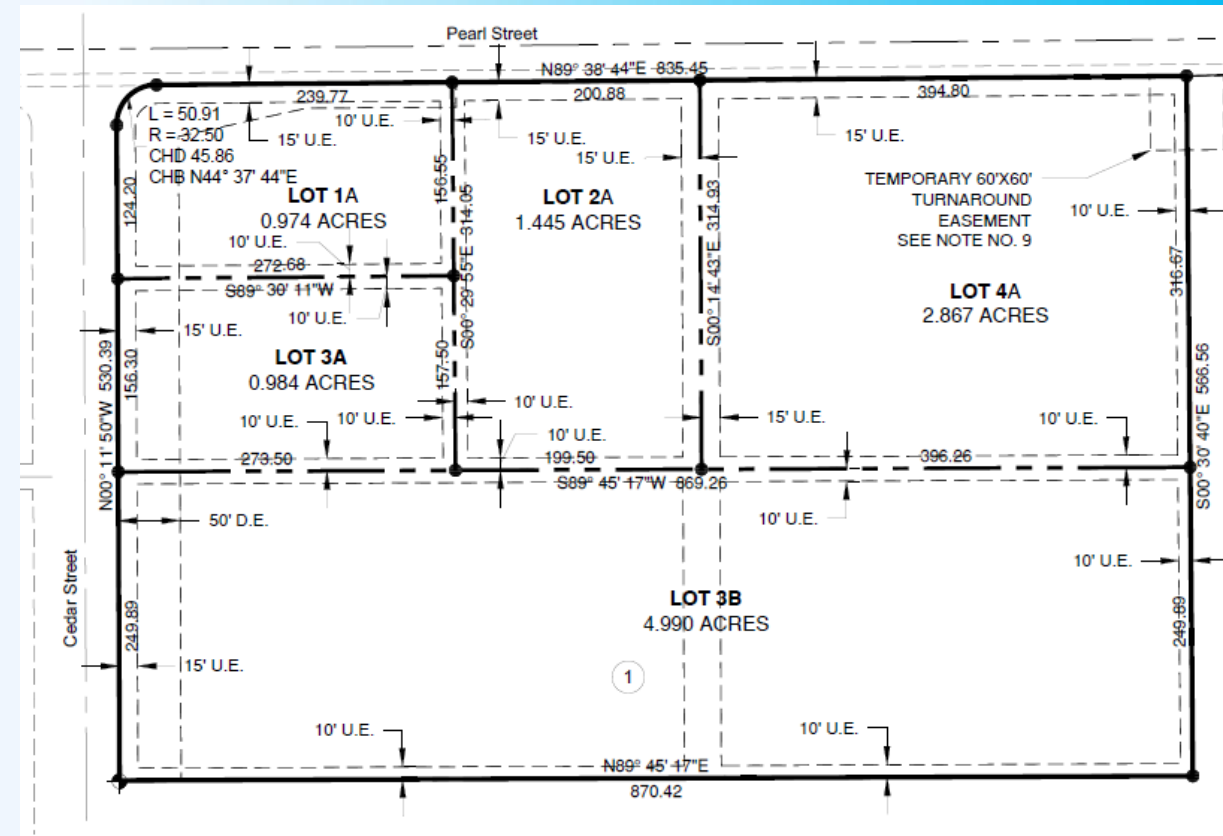 Pearl Street
N89° 38' 44"E 835.45
239.77
200.88
394.80
L = 50.91
R = 32.50
CHD 45.86
CHB N44° 37' 44"E
10' U.E.
15' U.E.
15' U.E.
15' U.E.
15' U.E.
TEMPORARY 60'X60'
TURNAROUND
EASEMENT
SEE NOTE NO. 9
10' U.E.
124.20
LOT 1A
0.974 ACRES
156.55
S00° 29' 55"E 314.05
LOT 2A
1.445 ACRES
S00° 14' 43"E 314.93
LOT 4A
2.867 ACRES
316.67
10' U.E.
272.68
S89° 30' 11"W
10' U.E.
15' U.E.
N00° 11' 50"W 530.39
156.30
LOT 3A
0.984 ACRES
157.50
S00° 30' 40"E 566.56
10' U.E.
10' U.E.
10' U.E.
10' U.E.
15' U.E.
10' U.E.
273.50
199.50
396.26
S89° 45' 17"W 869.26
50' D.E.
10' U.E.
10' U.E.
Cedar Street
249.89
LOT 3B
4.990 ACRES
249.89
15' U.E.
1
10' U.E.
10' U.E.
N89° 45' 17"E
870.42